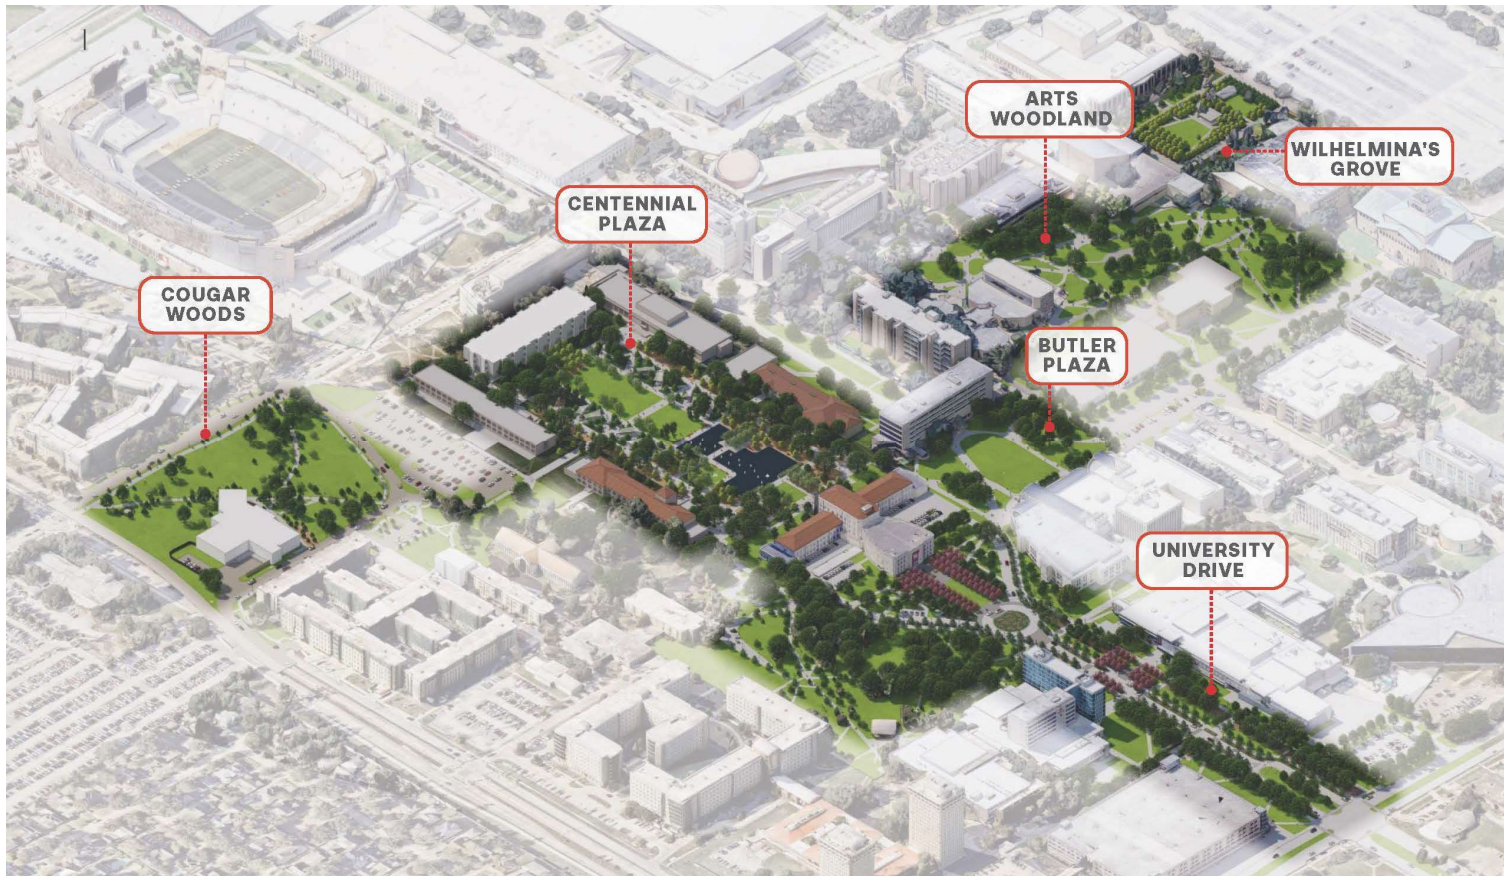 ARTS
WOODLAND
WILHELMINA'S
GROVE
CENTENNIAL
PLAZA
COUGAR
WOODS
BUTLER
PLAZA
UNIVERSITY
DRIVE